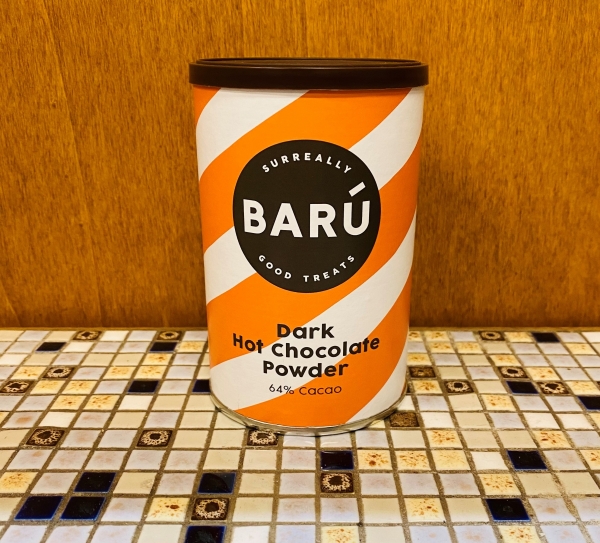 SURREALLY
BARÚ
GOOD TREATS
Dark
Hot Chocolate
Powder
64% Cacao